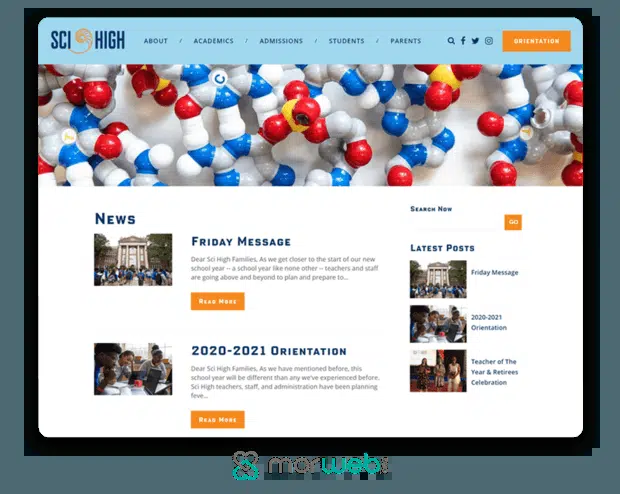 SCI HIGH
ABOUT / ACADEMICS / ADMISSIONS / STUDENTS / PARENTS
ORIENTATION
News
Friday Message
Dear Sci High Families, As we get closer to the start of our new
school year -- a school year like none other -- teachers and staff
are going above and beyond to plan and prepare to...
Read More
2020-2021 Orientation
Dear Sci High Families, As we have mentioned before, this
school year will be different than any we've experienced before.
Sci High teachers, staff, and administration have been planning
feve...
Read More
Search Now
GO
Latest Posts
Friday Message
2020-2021
Orientation
Teacher of The
Year & Retirees
Celebration
morweb